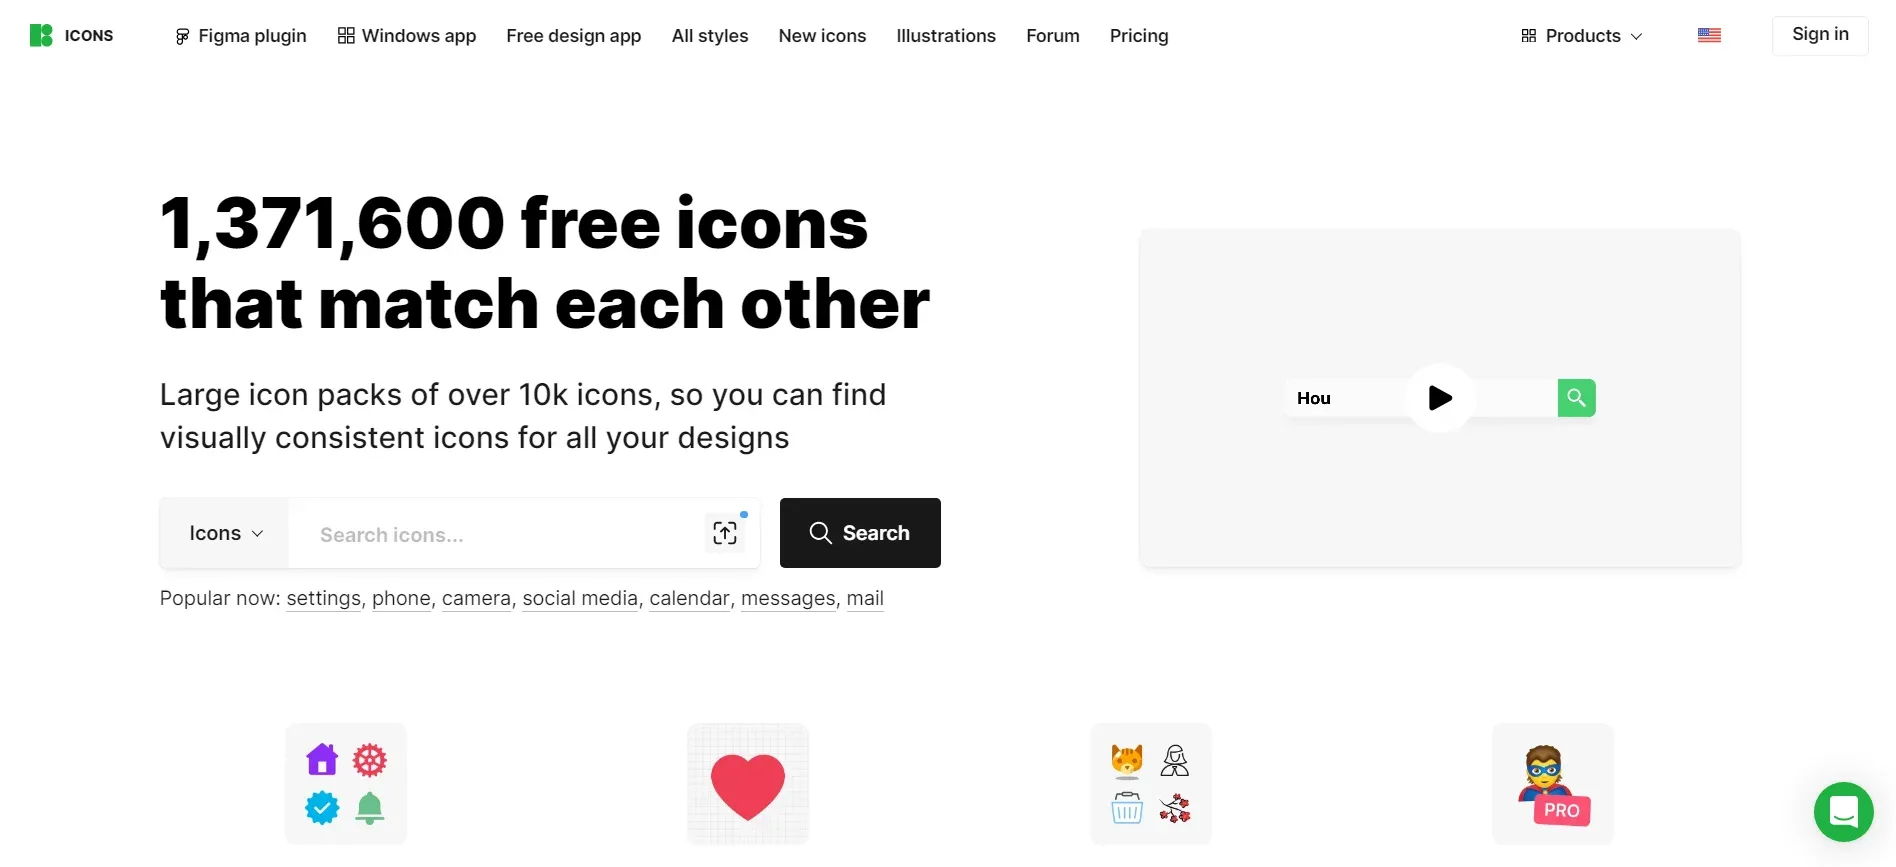 ICONS
Figma plugin
Windows app
Free design app
All styles
New icons
Illustrations
Forum
Pricing
Products
Sign in
1,371,600 free icons
that match each other
Large icon packs of over 10k icons, so you can find
visually consistent icons for all your designs
Icons
Search icons...
Search
Popular now: settings, phone, camera, social media, calendar, messages, mail
Hou
PRO